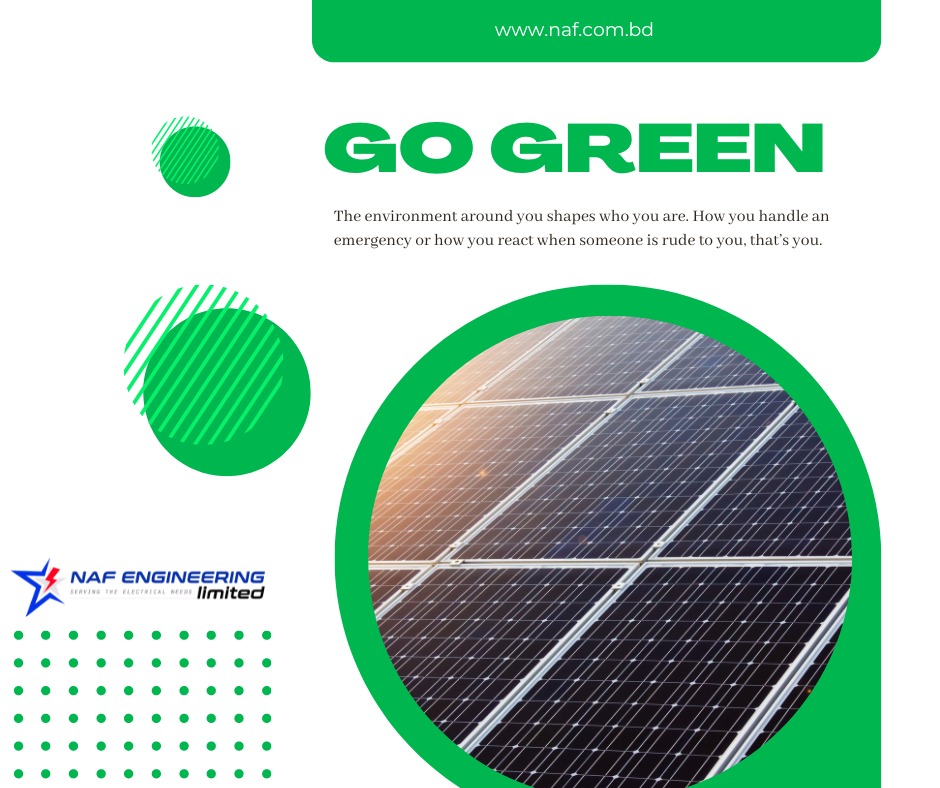 www.naf.com.bd
GO GREEN
The environment around you shapes who you are. How you handle an
emergency or how you react when someone is rude to you, that's you.
NAF ENGINEERING
SERVING THE ELECTRICAL NEEDS limited